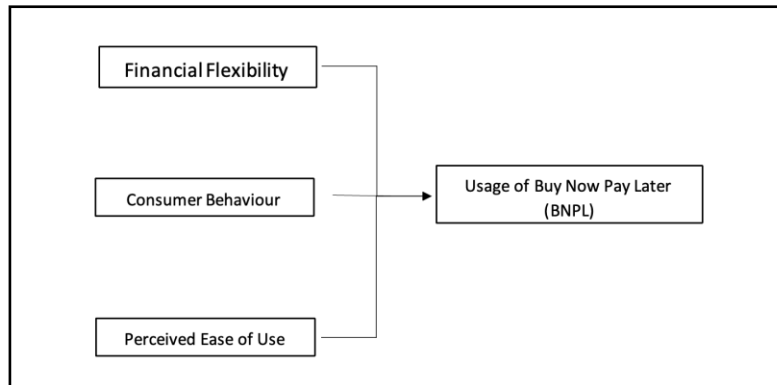 Financial Flexibility
Consumer Behaviour
Usage of Buy Now Pay Later
(BNPL)
Perceived Ease of Use